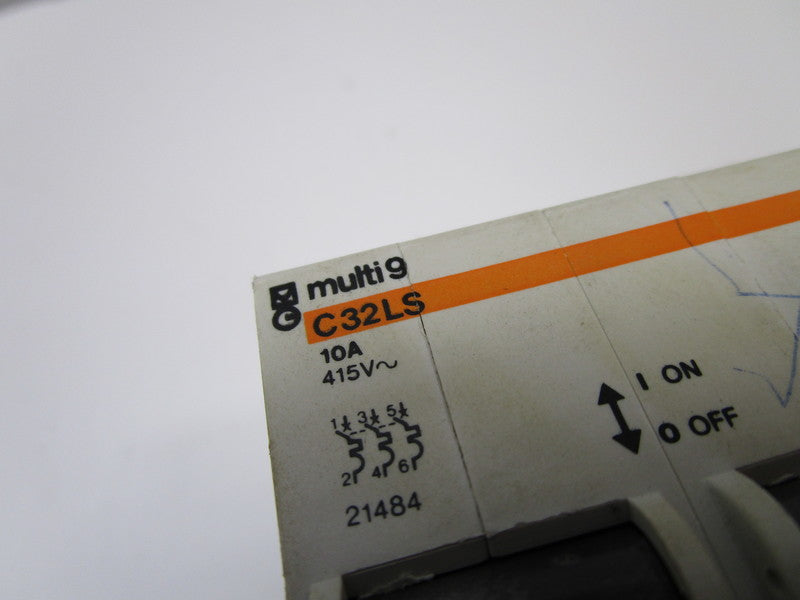 multi 9
C32LS
10A
415V~
1 3 5
2 4 6
21484
I ON
O OFF